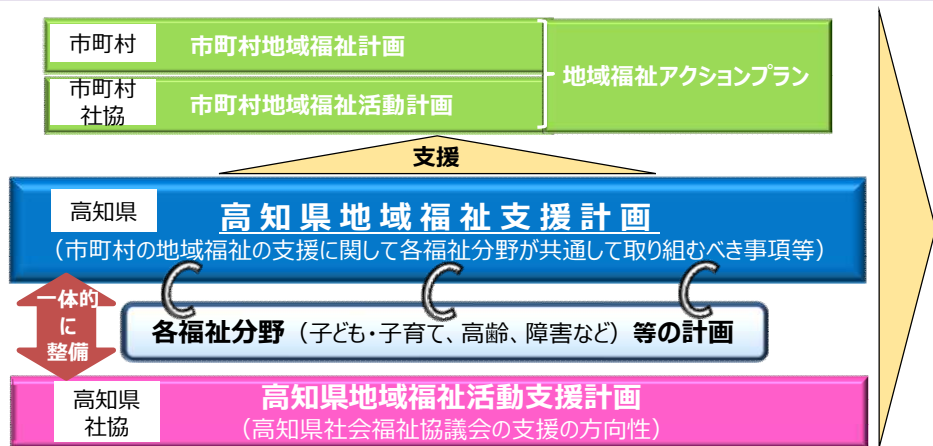 市町村
市町村地域福祉計画
市町村
社協
市町村地域福祉活動計画
地域福祉アクションプラン
支援
高知県
高知県地域福祉支援計画
（市町村の地域福祉の支援に関して各福祉分野が共通して取り組むべき事項等）
一体的
に
整備
各福祉分野（子ども・子育て、高齢、障害など）等の計画
高知県
社協
高知県地域福祉活動支援計画
（高知県社会福祉協議会の支援の方向性）